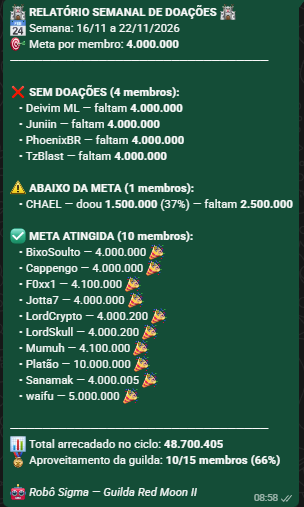 🏰 RELATÓRIO SEMANAL DE DOAÇÕES 🏰
📅 Semana: 16/11 a 22/11/2026
🎯 Meta por membro: 4.000.000
❌ SEM DOAÇÕES (4 membros):
• Deivim ML — faltam 4.000.000
• Juniin — faltam 4.000.000
• PhoenixBR — faltam 4.000.000
• TzBlast — faltam 4.000.000
⚠️ ABAIXO DA META (1 membros):
• CHAEL — doou 1.500.000 (37%) — faltam 2.500.000
✅ META ATINGIDA (10 membros):
• BixoSoulto — 4.000.000 🎉
• Cappengo — 4.000.000 🎉
• F0xx1 — 4.100.000 🎉
• Jotta7 — 4.000.000 🎉
• LordCrypto — 4.000.200 🎉
• LordSkull — 4.000.200 🎉
• Mumuh — 4.100.000 🎉
• Platão — 10.000.000 🎉
• Sanamak — 4.000.005 🎉
• waifu — 5.000.000 🎉
📊 Total arrecadado no ciclo: 48.700.405
🏅 Aproveitamento da guilda: 10/15 membros (66%)
🤖 Robô Sigma — Guilda Red Moon II
08:58